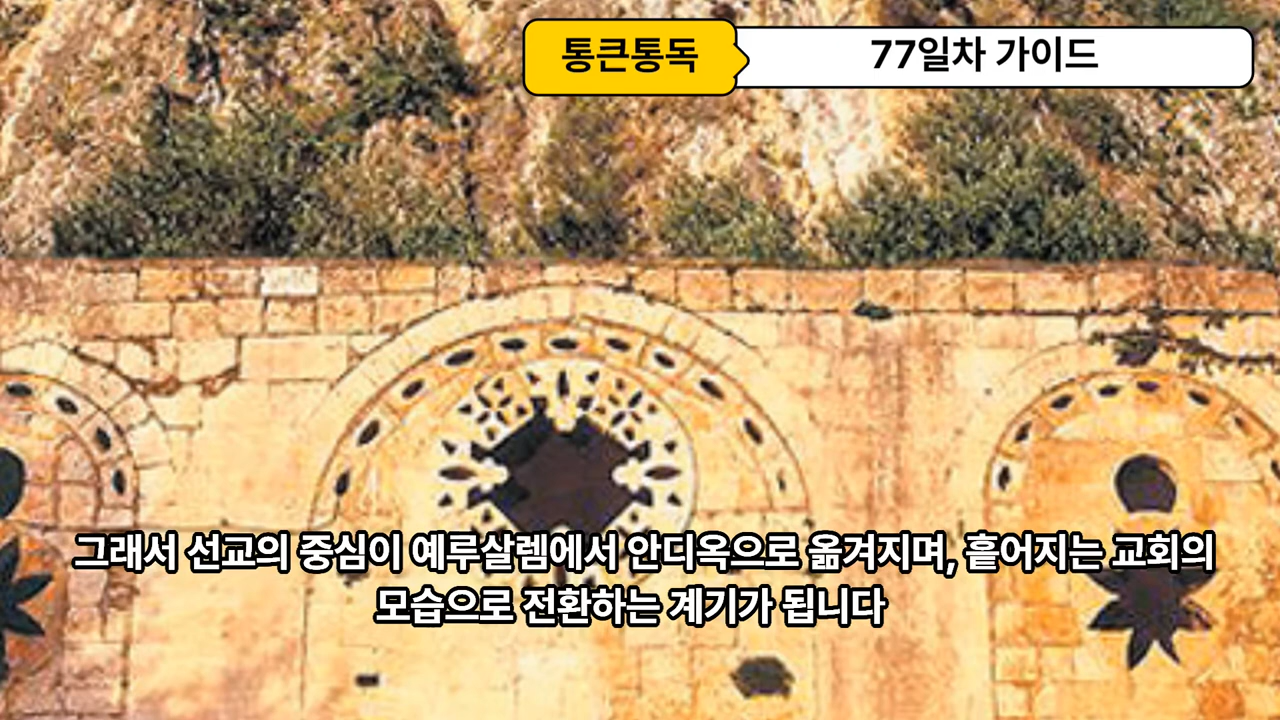 통큰통독
77일차 가이드
그래서 선교의 중심이 예루살렘에서 안디옥으로 옮겨지며, 흩어지는 교회의
모습으로 전환하는 계기가 됩니다